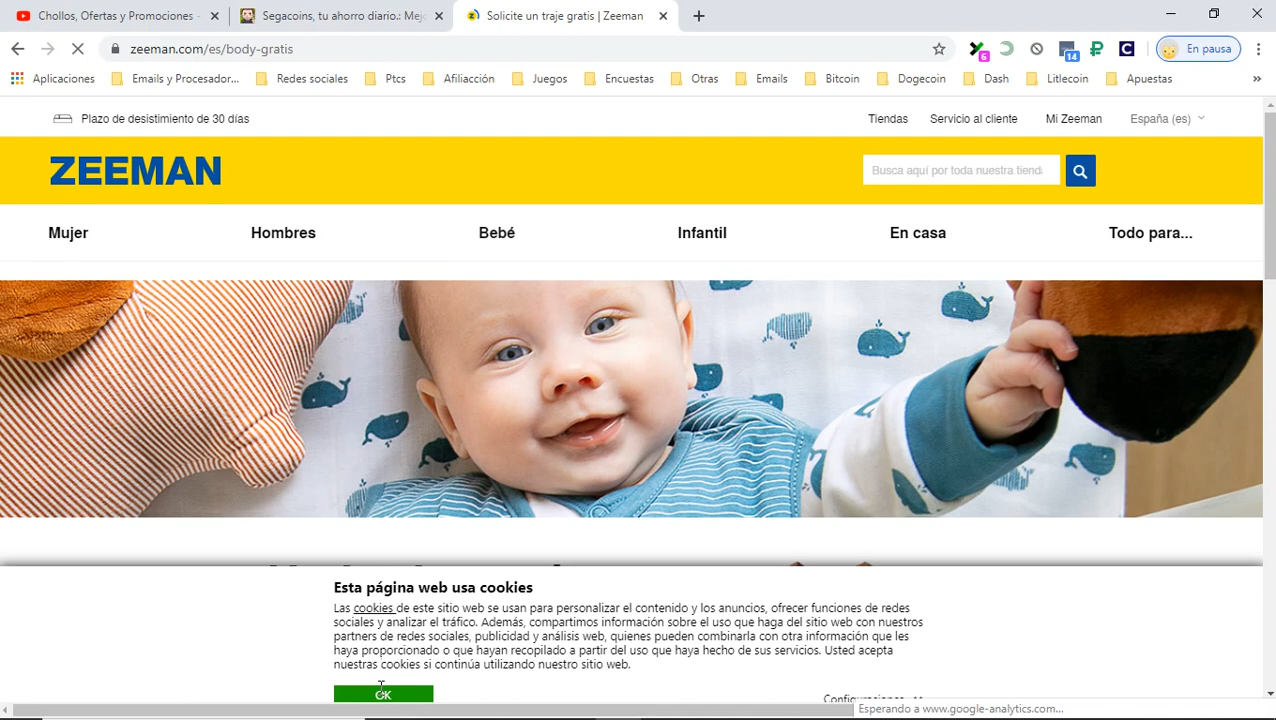 Chollos, Ofertas y Promociones -
Segacoins, tu ahorro diario.: Mejo
Solicite un traje gratis | Zeeman
zeeman.com/es/body-gratis
6
14
C
En pausa
Aplicaciones
Emails y Procesador...
Redes sociales
Ptcs
Afiliacción
Juegos
Encuestas
Otras
Emails
Bitcoin
Dogecoin
Dash
Litlecoin
Apuestas
Plazo de desistimiento de 30 días
Tiendas
Servicio al cliente
Mi Zeeman
España (es)
ZEEMAN
Busca aquí por toda nuestra tiend
Mujer
Hombres
Bebé
Infantil
En casa
Todo para...
Esta página web usa cookies
Las cookies de este sitio web se usan para personalizar el contenido y los anuncios, ofrecer funciones de redes
sociales y analizar el tráfico. Además, compartimos información sobre el uso que haga del sitio web con nuestros
partners de redes sociales, publicidad y análisis web, quienes pueden combinarla con otra información que les
haya proporcionado o que hayan recopilado a partir del uso que haya hecho de sus servicios. Usted acepta
nuestras cookies si continúa utilizando nuestro sitio web.
OK
Configuraciones
Esperando a www.google-analytics.com...